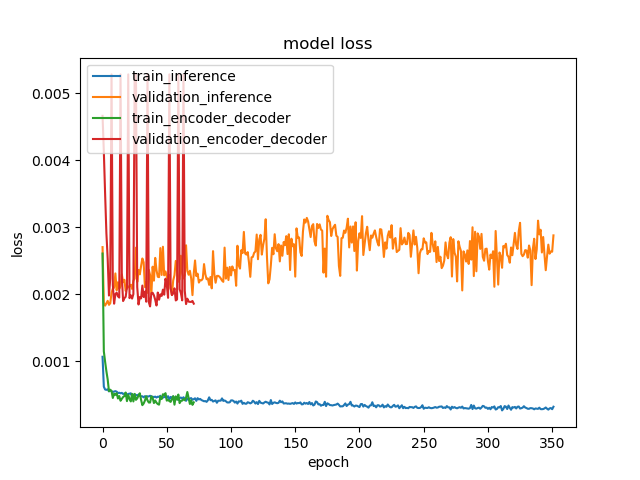 model loss
train_inference
validation_inference
train_encoder_decoder
validation_encoder_decoder
loss
0.005
0.004
0.003
0.002
0.001
0 50 100 150 200 250 300 350
epoch